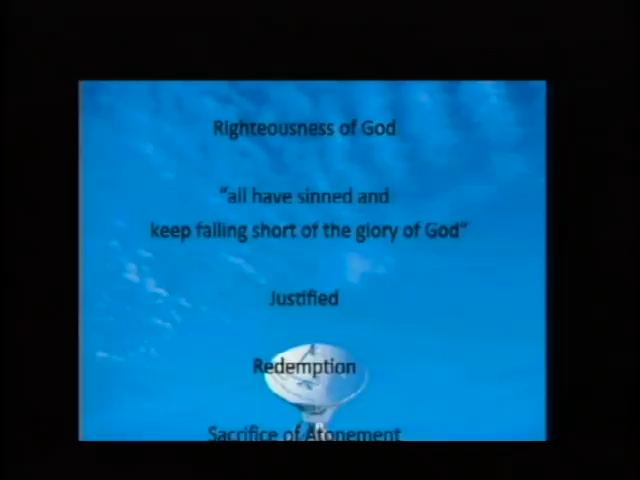 Righteousness of God
“all have sinned and
keep falling short of the glory of God”
Justified
Redemption
Sacrifice of Atonement